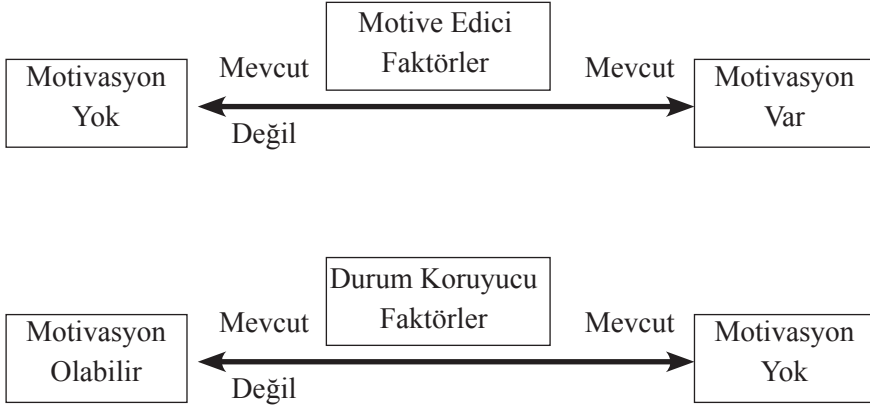 Motive Edici
Faktörler
Motivasyon
Yok
Mevcut
Değil
Mevcut
Motivasyon
Var
Durum Koruyucu
Faktörler
Motivasyon
Olabilir
Mevcut
Değil
Mevcut
Motivasyon
Yok